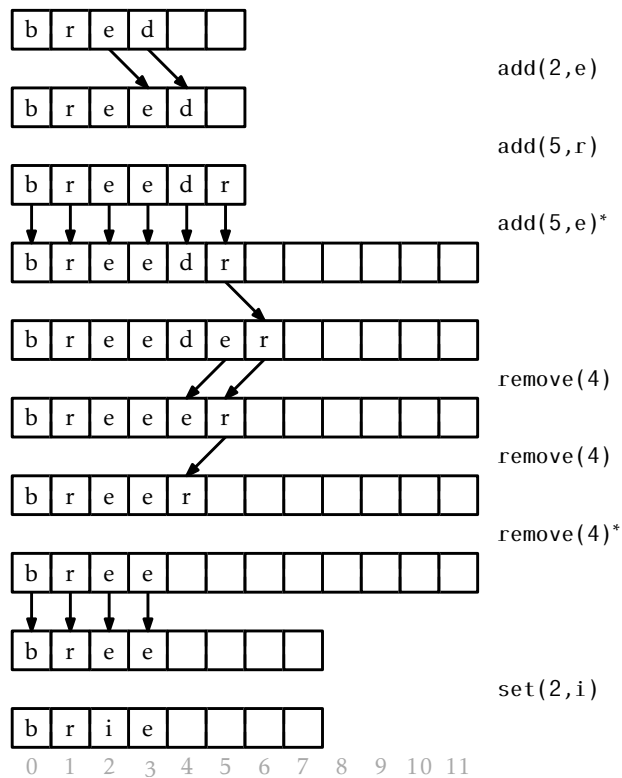 b r e d
add(2,e)
b r e e d
add(5,r)
b r e e d r
add(5,e)*
b r e e d r
b r e e d e r
remove(4)
b r e e e r
remove(4)
b r e e r
remove(4)*
b r e e
b r e e
set(2,i)
b r i e
0 1 2 3 4 5 6 7 8 9 10 11